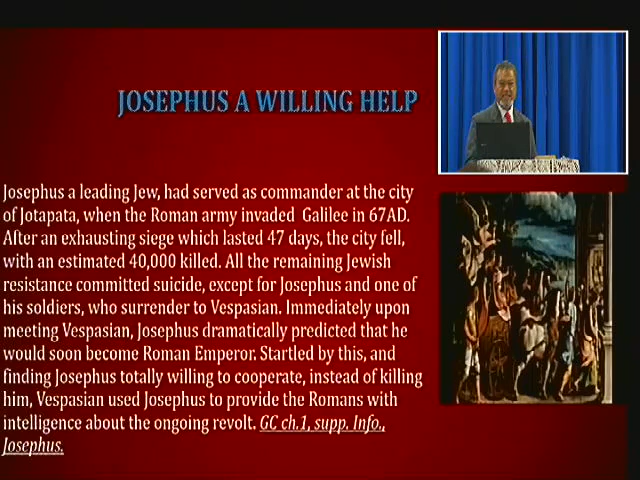 JOSEPHUS A WILLING HELP
Josephus a leading Jew, had served as commander at the city
of Jotapata, when the Roman army invaded Galilee in 67AD.
After an exhausting siege which lasted 47 days, the city fell,
with an estimated 40,000 killed. All the remaining Jewish
resistance committed suicide, except for Josephus and one of
his soldiers, who surrender to Vespasian. Immediately upon
meeting Vespasian, Josephus dramatically predicted that he
would soon become Roman Emperor. Startled by this, and
finding Josephus totally willing to cooperate, instead of killing
him, Vespasian used Josephus to provide the Romans with
intelligence about the ongoing revolt. GC ch.1, supp. Info.,
Josephus.